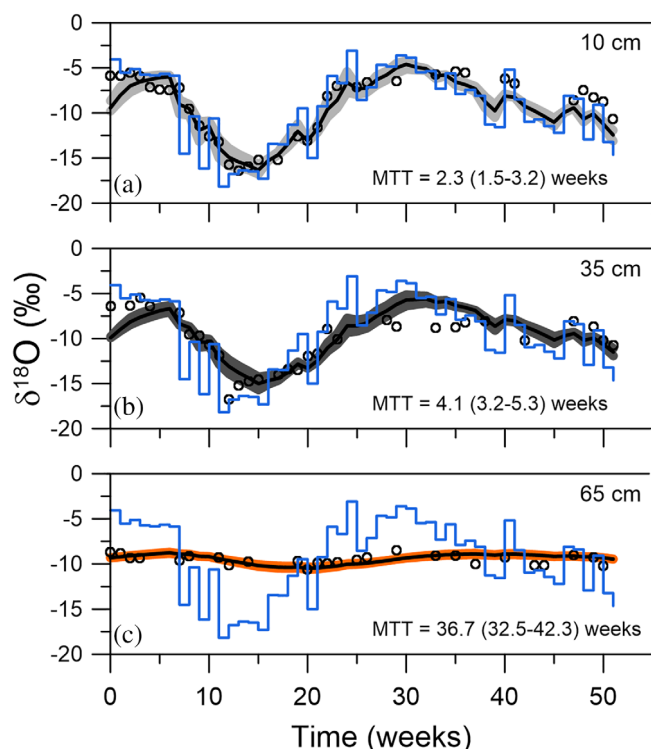 0
-5
-10
-15
-20
10 cm
(a)
MTT = 2.3 (1.5-3.2) weeks
0
-5
-10
-15
-20
35 cm
(b)
MTT = 4.1 (3.2-5.3) weeks
δ¹⁸O (‰)
0
-5
-10
-15
-20
65 cm
(c)
MTT = 36.7 (32.5-42.3) weeks
0 10 20 30 40 50
Time (weeks)